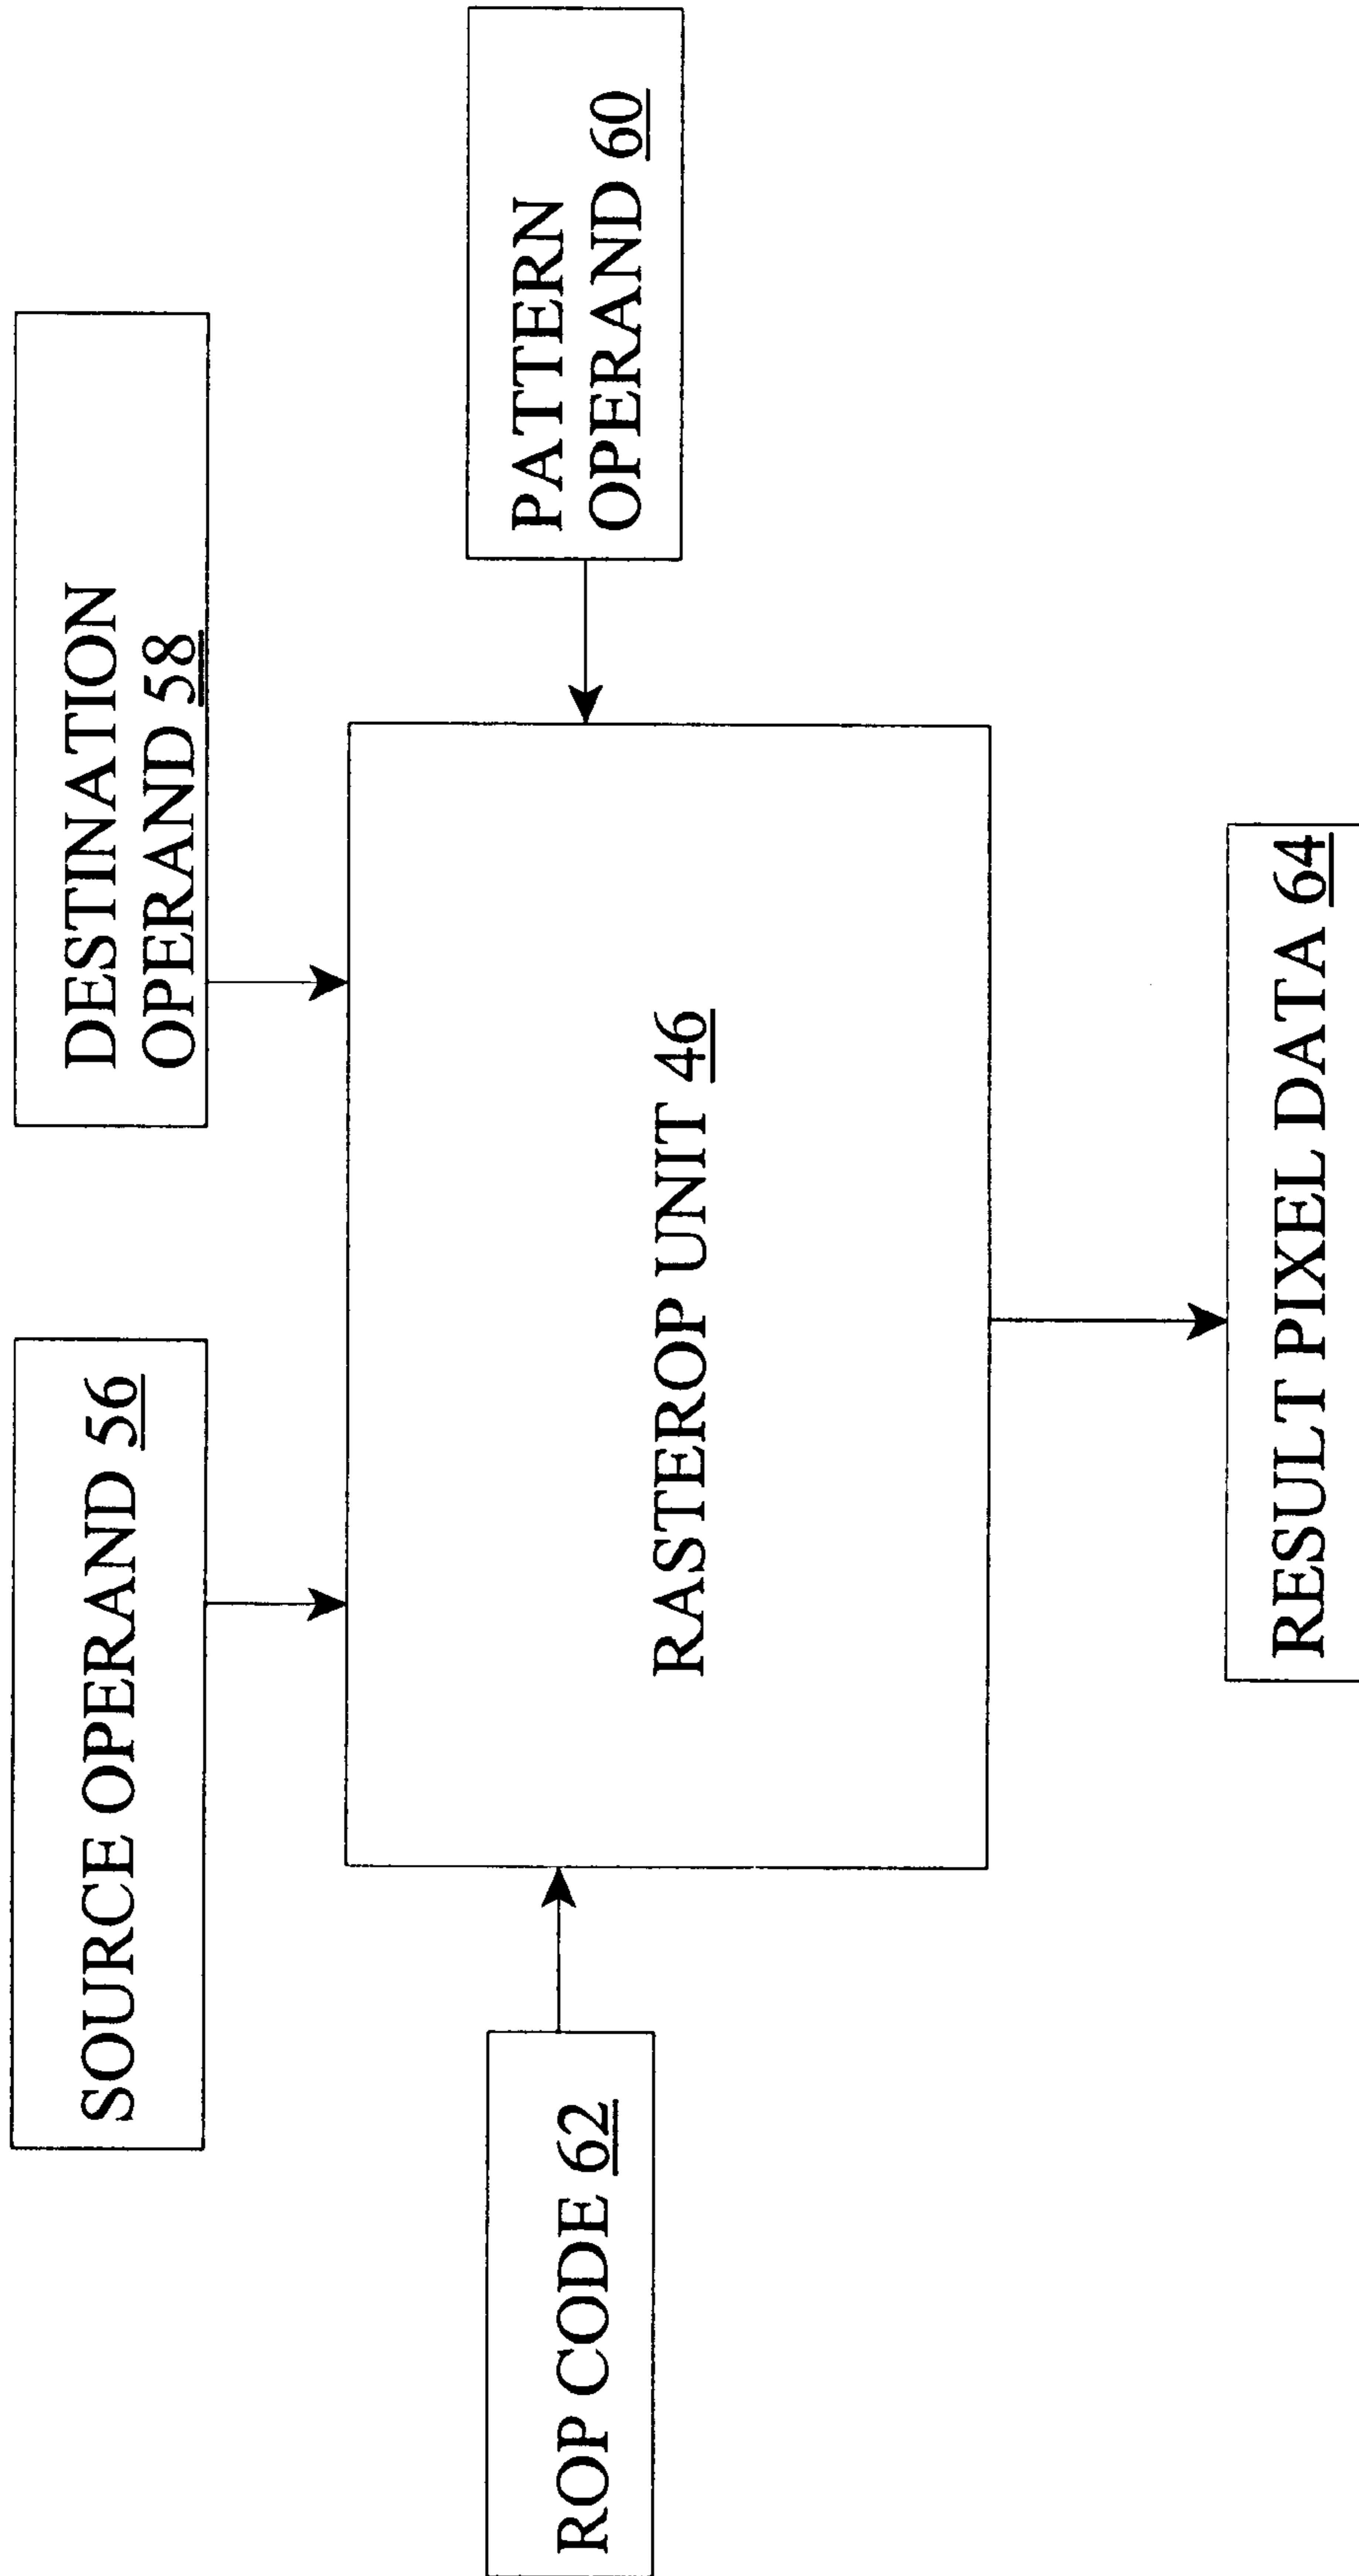 SOURCE OPERAND 56
DESTINATION
OPERAND 58
ROP CODE 62
RASTEROP UNIT 46
PATTERN
OPERAND 60
RESULT PIXEL DATA 64